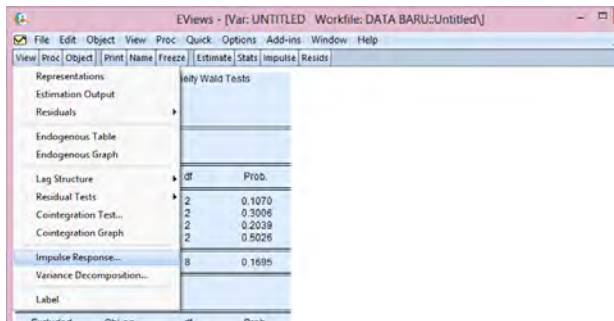 EViews - [Var: UNTITLED Workfile: DATA BARU::Untitled\]
File Edit Object View Proc Quick Options Add-ins Window Help
View Proc Object Print Name Freeze Estimate Stats Impulse Resids
Representations
Estimation Output
Residuals
Endogenous Table
Endogenous Graph
Lag Structure
Residual Tests
Cointegration Test...
Cointegration Graph
Impulse Response...
Variance Decomposition...
Label
eity Wald Tests
df Prob.
2 0.1070
2 0.3006
2 0.2039
2 0.5026
8 0.1695